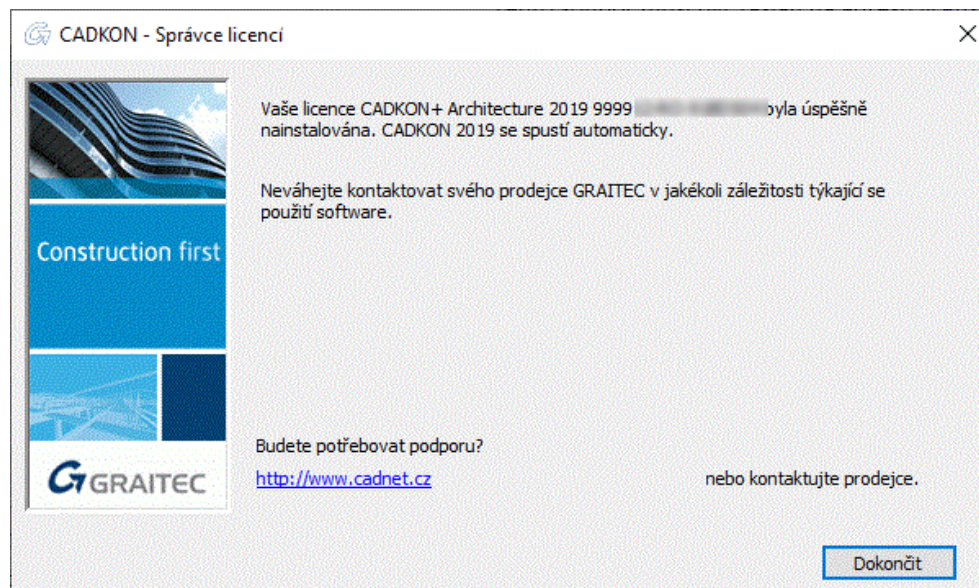 CADKON - Správce licencí
Vaše licence CADKON+ Architecture 2019 9999 byla úspěšně
nainstalována. CADKON 2019 se spustí automaticky.
Neváhejte kontaktovat svého prodejce GRAITEC v jakékoli záležitosti týkající se
použití software.
Construction first
GRAITEC
Budete potřebovat podporu?
http://www.cadnet.cz nebo kontaktujte prodejce.
Dokončit